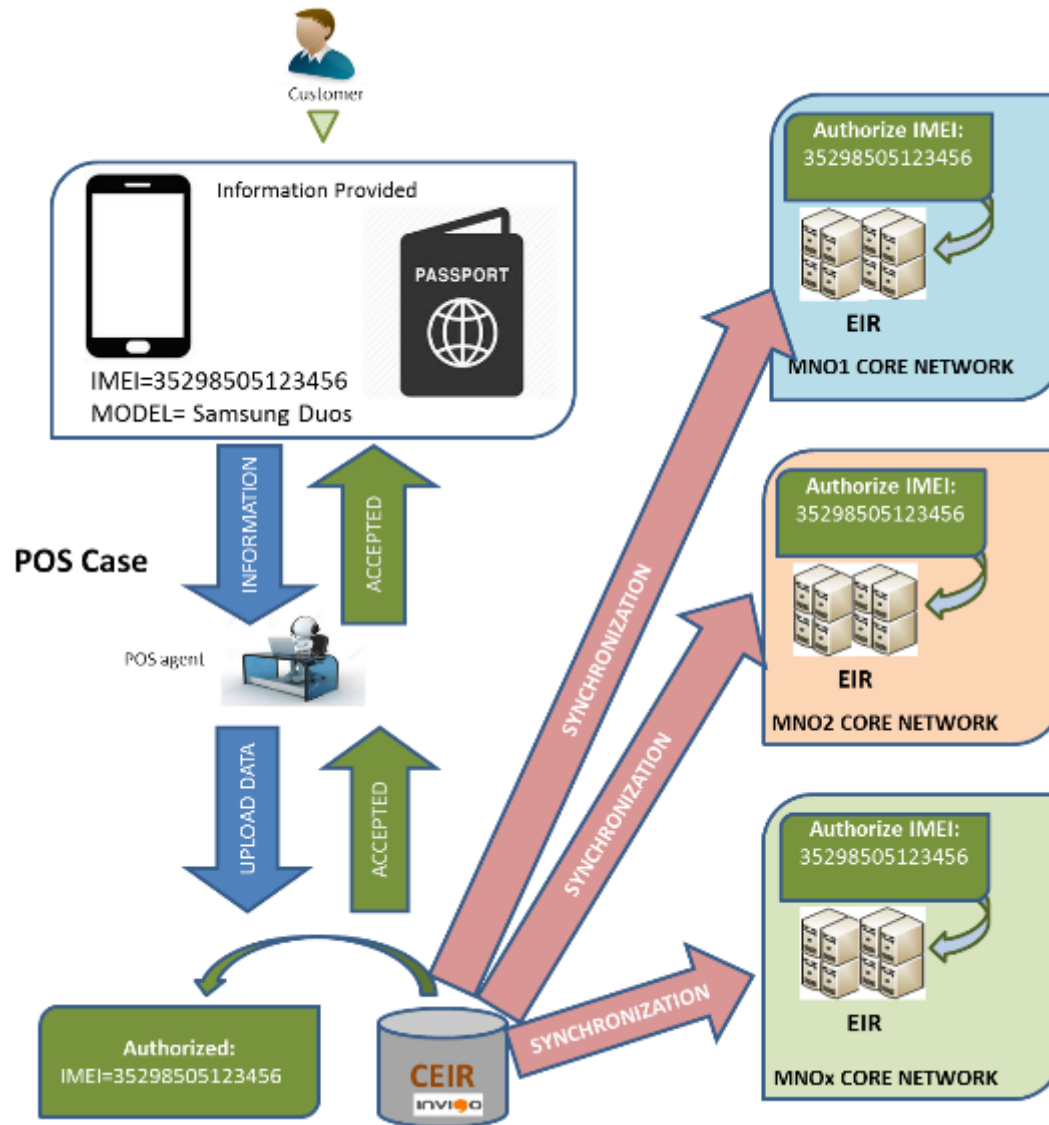 Customer
Information Provided
PASSPORT
IMEI=35298505123456
MODEL= Samsung Duos
INFORMATION
ACCEPTED
POS Case
POS agent
UPLOAD DATA
ACCEPTED
Authorized:
IMEI=35298505123456
CEIR
INVIGO
SYNCHRONIZATION
SYNCHRONIZATION
SYNCHRONIZATION
Authorize IMEI:
35298505123456
EIR
MNO1 CORE NETWORK
Authorize IMEI:
35298505123456
EIR
MNO2 CORE NETWORK
Authorize IMEI:
35298505123456
EIR
MNOx CORE NETWORK